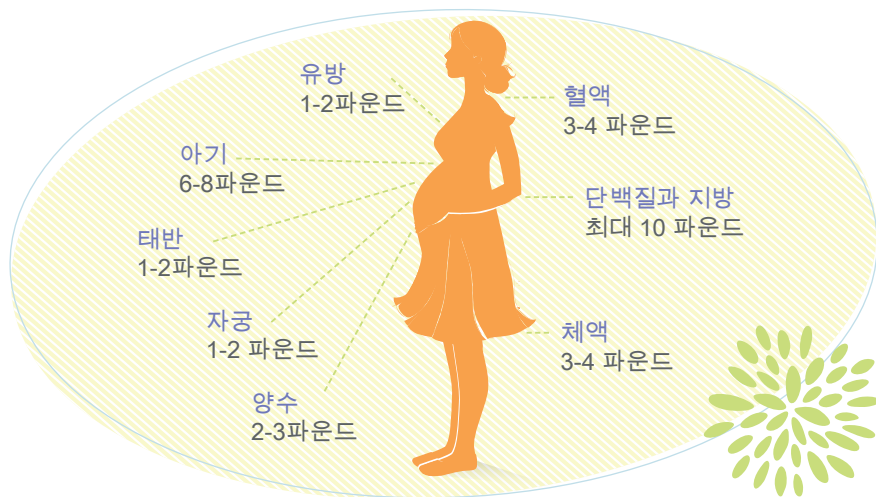 유방
1-2파운드
아기
6-8파운드
태반
1-2파운드
자궁
1-2 파운드
양수
2-3파운드
혈액
3-4 파운드
단백질과 지방
최대 10 파운드
체액
3-4 파운드